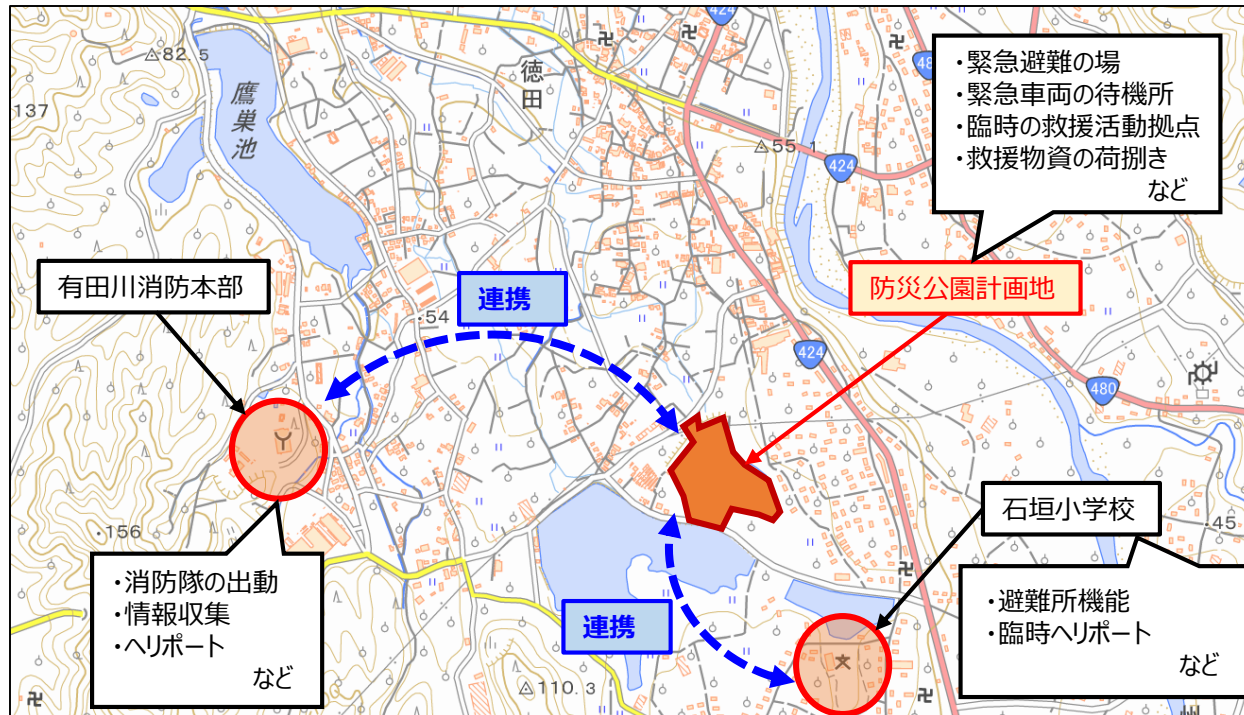 ・緊急避難の場
・緊急車両の待機所
・臨時の救援活動拠点
・救援物資の荷捌き
など
防災公園計画地
有田川消防本部
・消防隊の出動
・情報収集
・ヘリポート
など
連携
連携
石垣小学校
・避難所機能
・臨時ヘリポート
など
鷹巣池
徳田
82.5
137
54
55.1
156
110.3
45
424
424
424
480